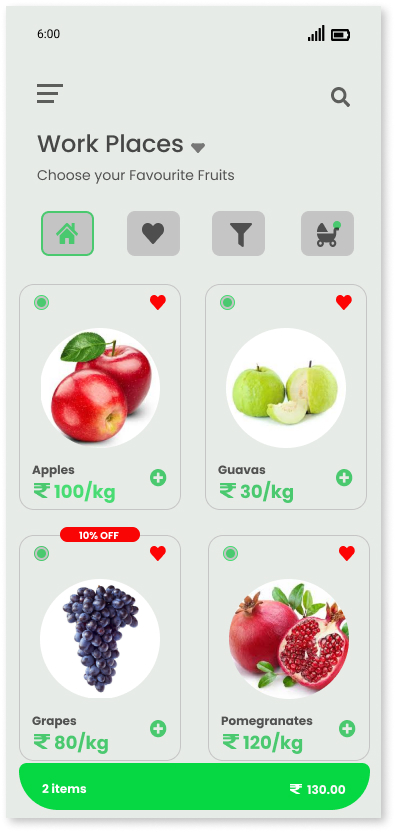 6:00
Work Places
Choose your Favourite Fruits
Apples
₹ 100/kg
Guavas
₹ 30/kg
10% OFF
Grapes
₹ 80/kg
Pomegranates
₹ 120/kg
2 items
₹ 130.00